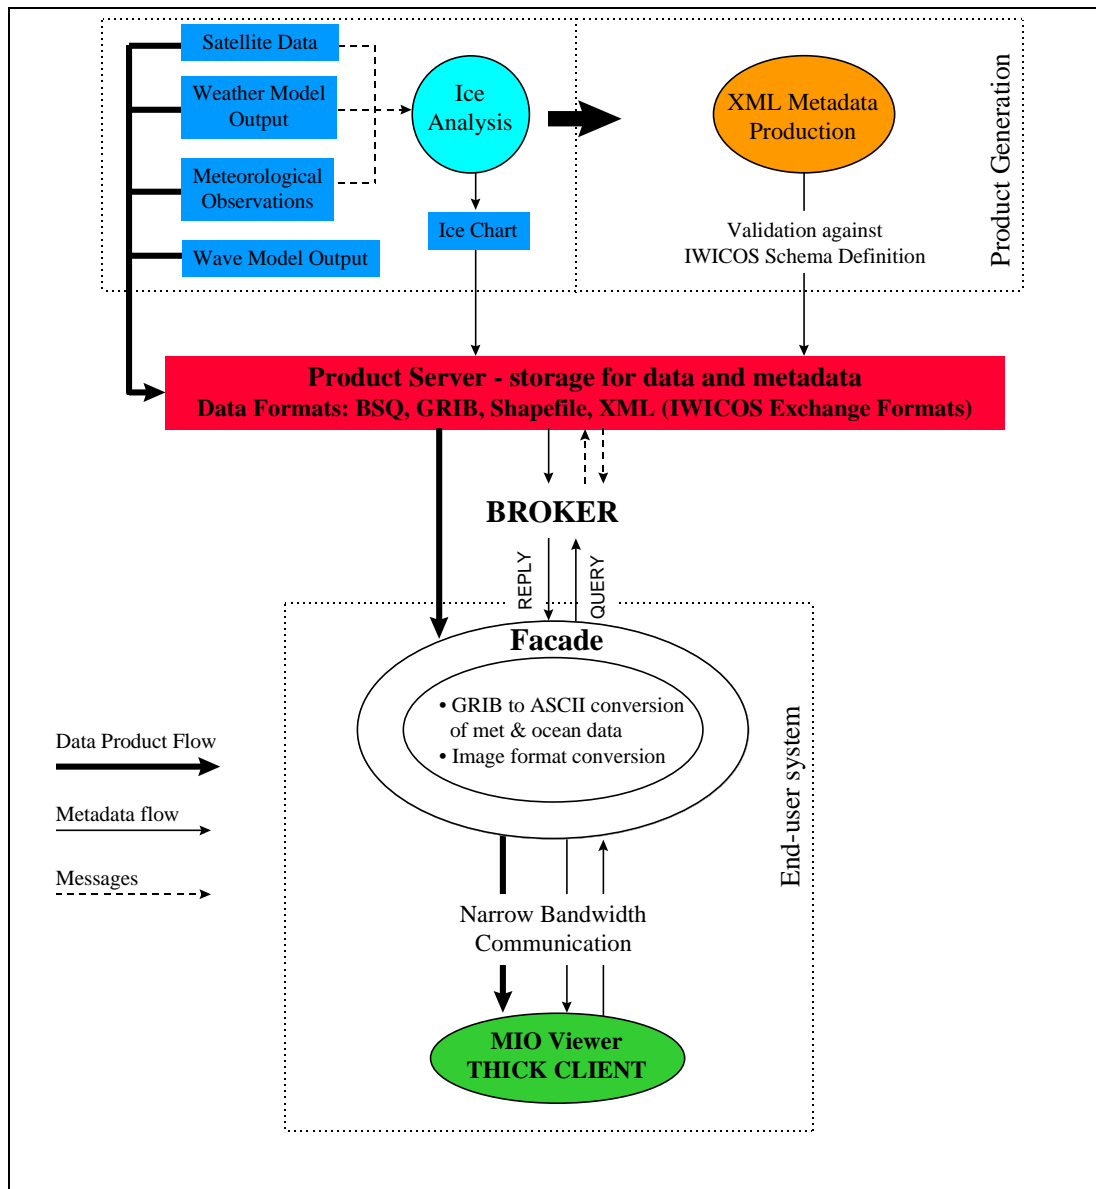 Satellite Data
Weather Model
Output
Meteorological
Observations
Wave Model Output
Ice
Analysis
Ice Chart
XML Metadata
Production
Validation against
IWICOS Schema Definition
Product Generation
Product Server - storage for data and metadata
Data Formats: BSQ, GRIB, Shapefile, XML (IWICOS Exchange Formats)
BROKER
REPLY
QUERY
Facade
• GRIB to ASCII conversion
of met & ocean data
• Image format conversion
Data Product Flow
Metadata flow
Messages
End-user system
Narrow Bandwidth
Communication
MIO Viewer
THICK CLIENT